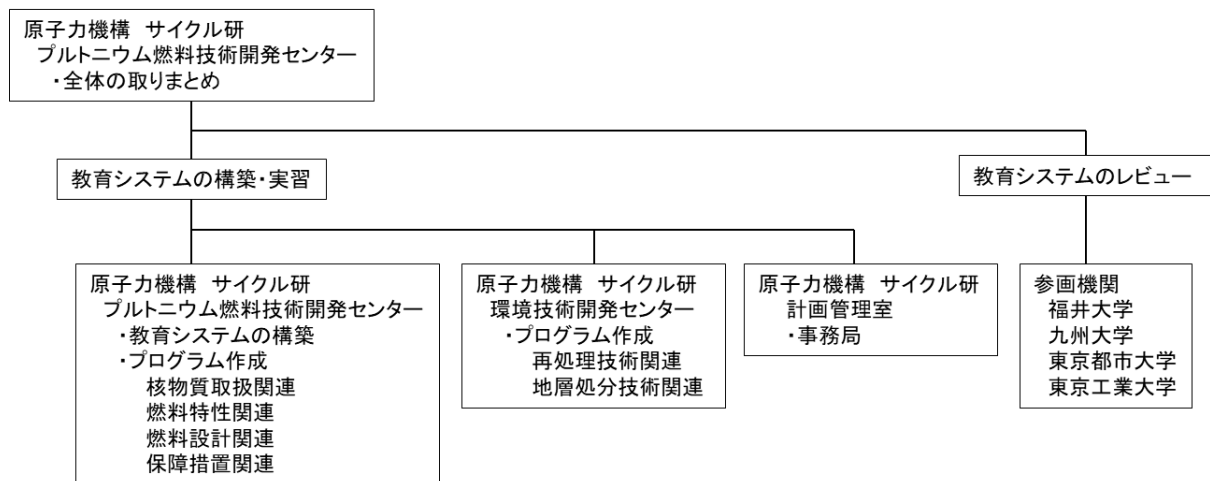 原子力機構　サイクル研
プルトニウム燃料技術開発センター
・全体の取りまとめ
教育システムの構築・実習
教育システムのレビュー
原子力機構　サイクル研
プルトニウム燃料技術開発センター
・教育システムの構築
・プログラム作成
核物質取扱関連
燃料特性関連
燃料設計関連
保障措置関連
原子力機構　サイクル研
環境技術開発センター
・プログラム作成
再処理技術関連
地層処分技術関連
原子力機構　サイクル研
計画管理室
・事務局
参画機関
福井大学
九州大学
東京都市大学
東京工業大学